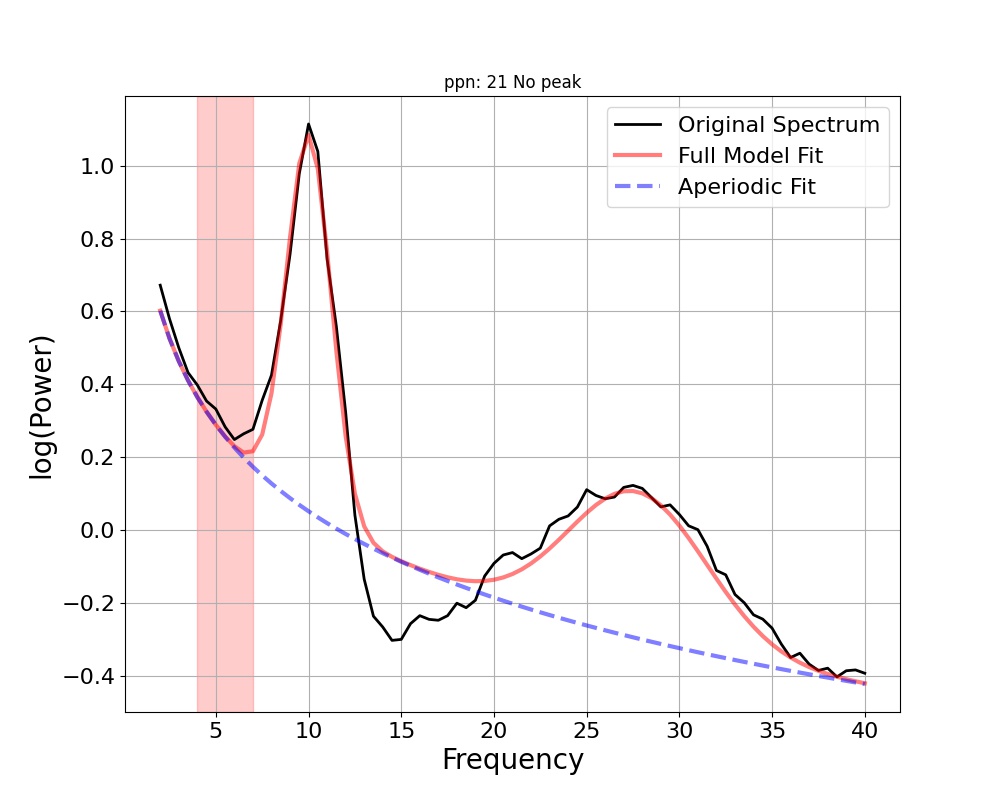 ppn: 21 No peak
Original Spectrum
Full Model Fit
Aperiodic Fit
log(Power)
1.0
0.8
0.6
0.4
0.2
0.0
−0.2
−0.4
5 10 15 20 25 30 35 40
Frequency